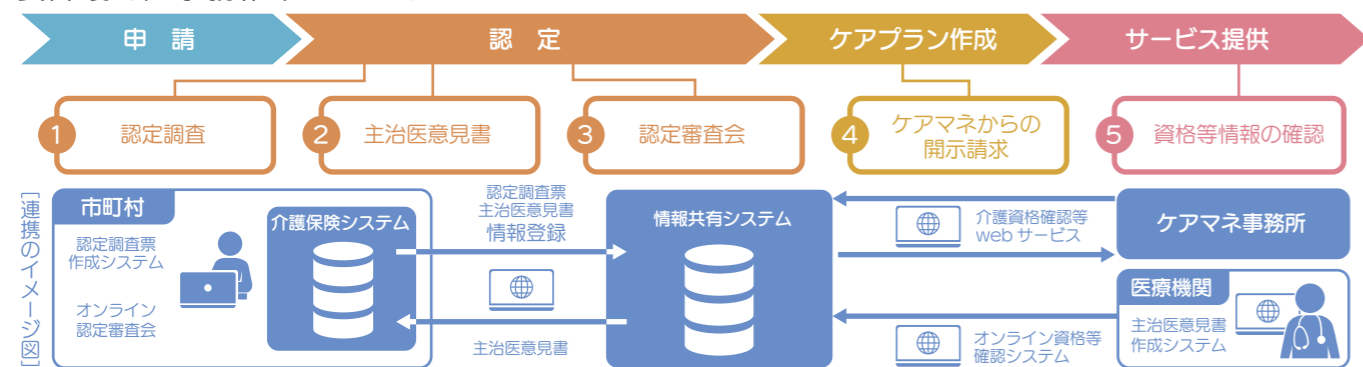 申請
認定
ケアプラン作成
サービス提供
1
認定調査
2
主治医意見書
3
認定審査会
4
ケアマネからの
開示請求
5
資格等情報の確認
[連携のイメージ図]
市町村
認定調査票
作成システム
オンライン
認定審査会
介護保険システム
認定調査票
主治医意見書
情報登録
主治医意見書
情報共有システム
介護資格確認等
webサービス
オンライン資格等
確認システム
ケアマネ事務所
医療機関
主治医意見書
作成システム